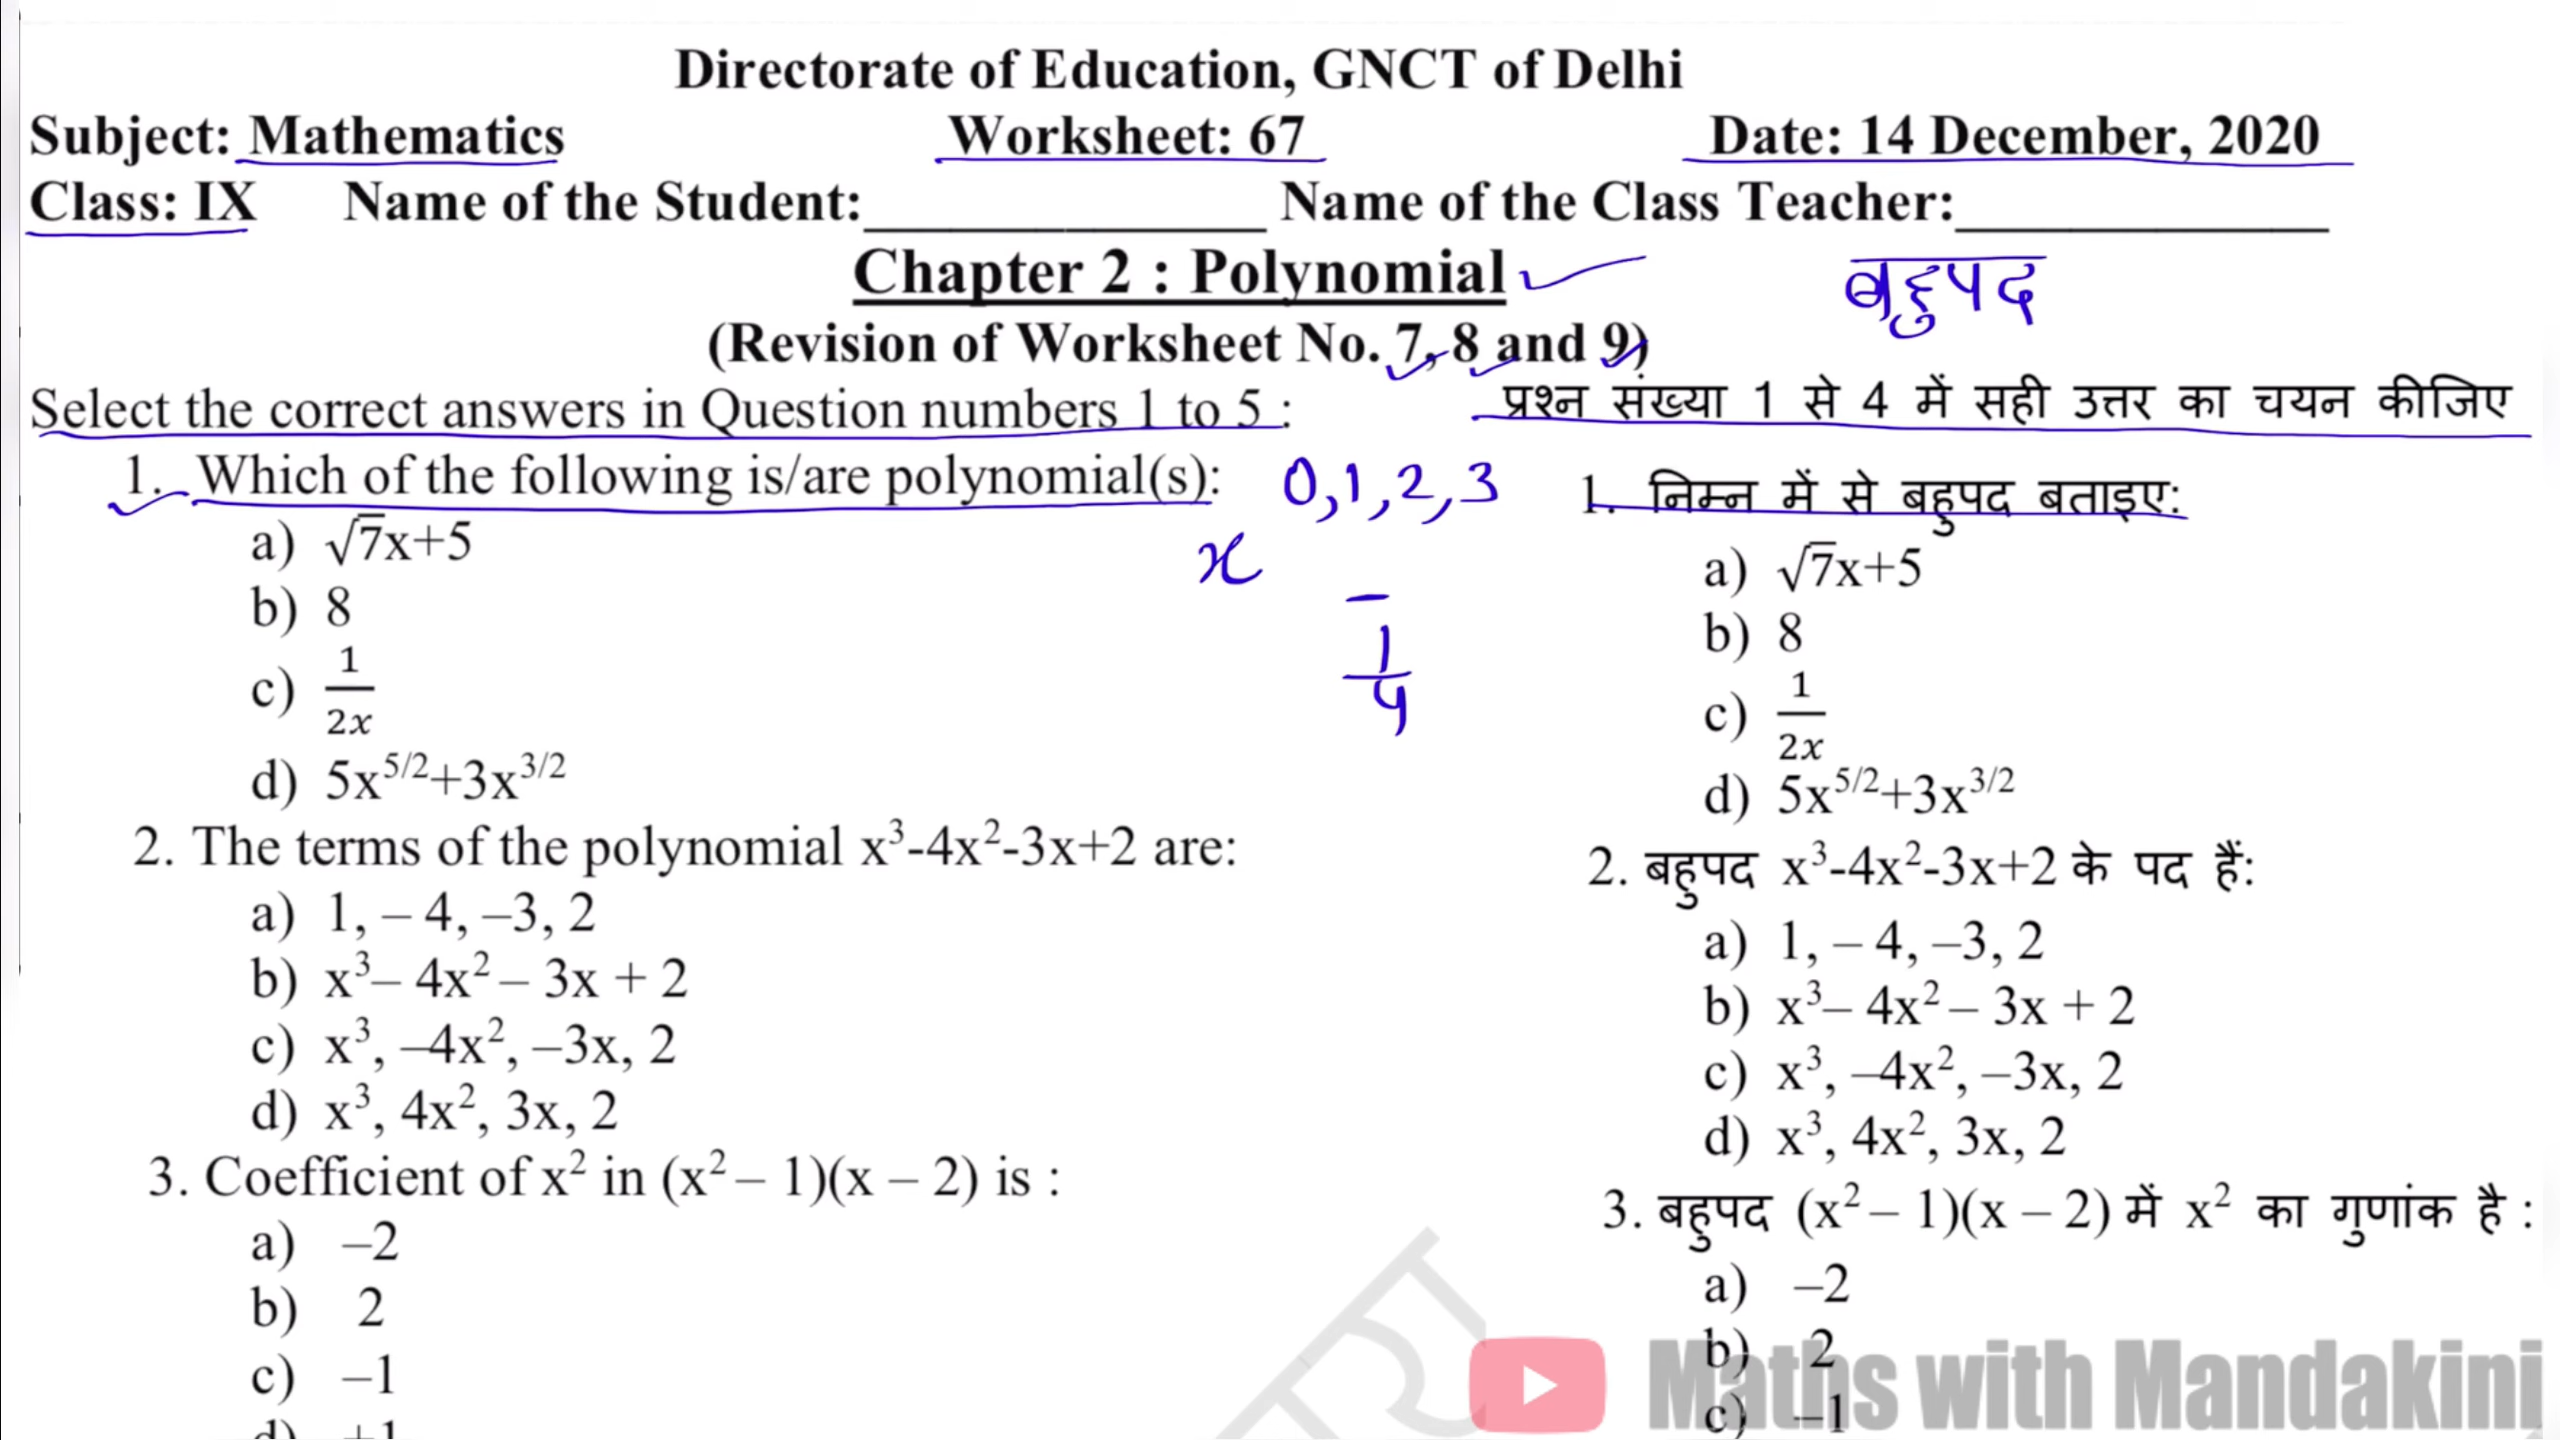 Directorate of Education, GNCT of Delhi
Subject: Mathematics Worksheet: 67 Date: 14 December, 2020
Class: IX Name of the Student:______________ Name of the Class Teacher:_____________
Chapter 2 : Polynomial बहुपद
(Revision of Worksheet No. 7, 8 and 9)
Select the correct answers in Question numbers 1 to 5 :
1. Which of the following is/are polynomial(s):
a) √7x+5
b) 8
c) 1/2x
d) 5x^5/2+3x^3/2
0,1,2,3
x
–
1/4
2. The terms of the polynomial x³-4x²-3x+2 are:
a) 1, – 4, –3, 2
b) x³– 4x² – 3x + 2
c) x³, –4x², –3x, 2
d) x³, 4x², 3x, 2
3. Coefficient of x² in (x² – 1)(x – 2) is :
a) –2
b) 2
c) –1
d) +1
प्रश्न संख्या 1 से 4 में सही उत्तर का चयन कीजिए
1. निम्न में से बहुपद बताइए:
a) √7x+5
b) 8
c) 1/2x
d) 5x^5/2+3x^3/2
2. बहुपद x³-4x²-3x+2 के पद हैं:
a) 1, – 4, –3, 2
b) x³– 4x² – 3x + 2
c) x³, –4x², –3x, 2
d) x³, 4x², 3x, 2
3. बहुपद (x² – 1)(x – 2) में x² का गुणांक है :
a) –2
b) 2
c) –1
Maths with Mandakini